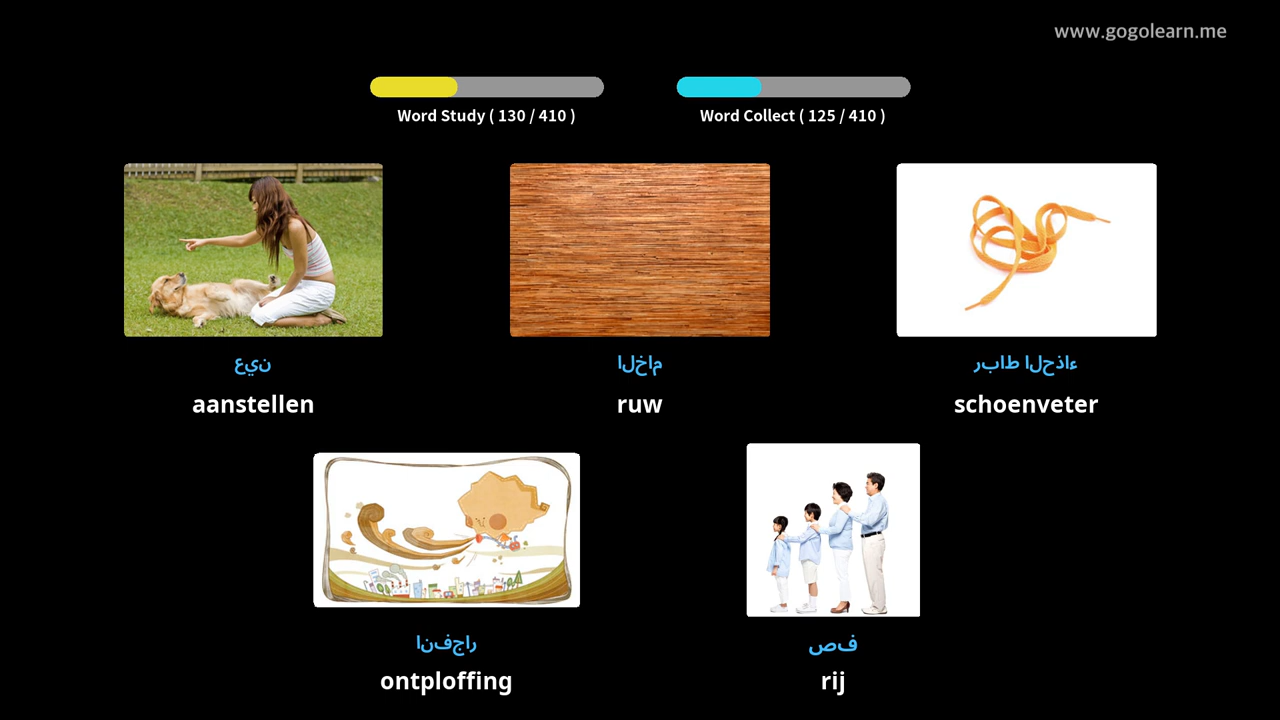 www.gogolearn.me
Word Study ( 130 / 410 )
Word Collect ( 125 / 410 )
عين
الخام
رباط الحذاء
aanstellen
ruw
schoenveter
انفجار
صف
ontploffing
rij